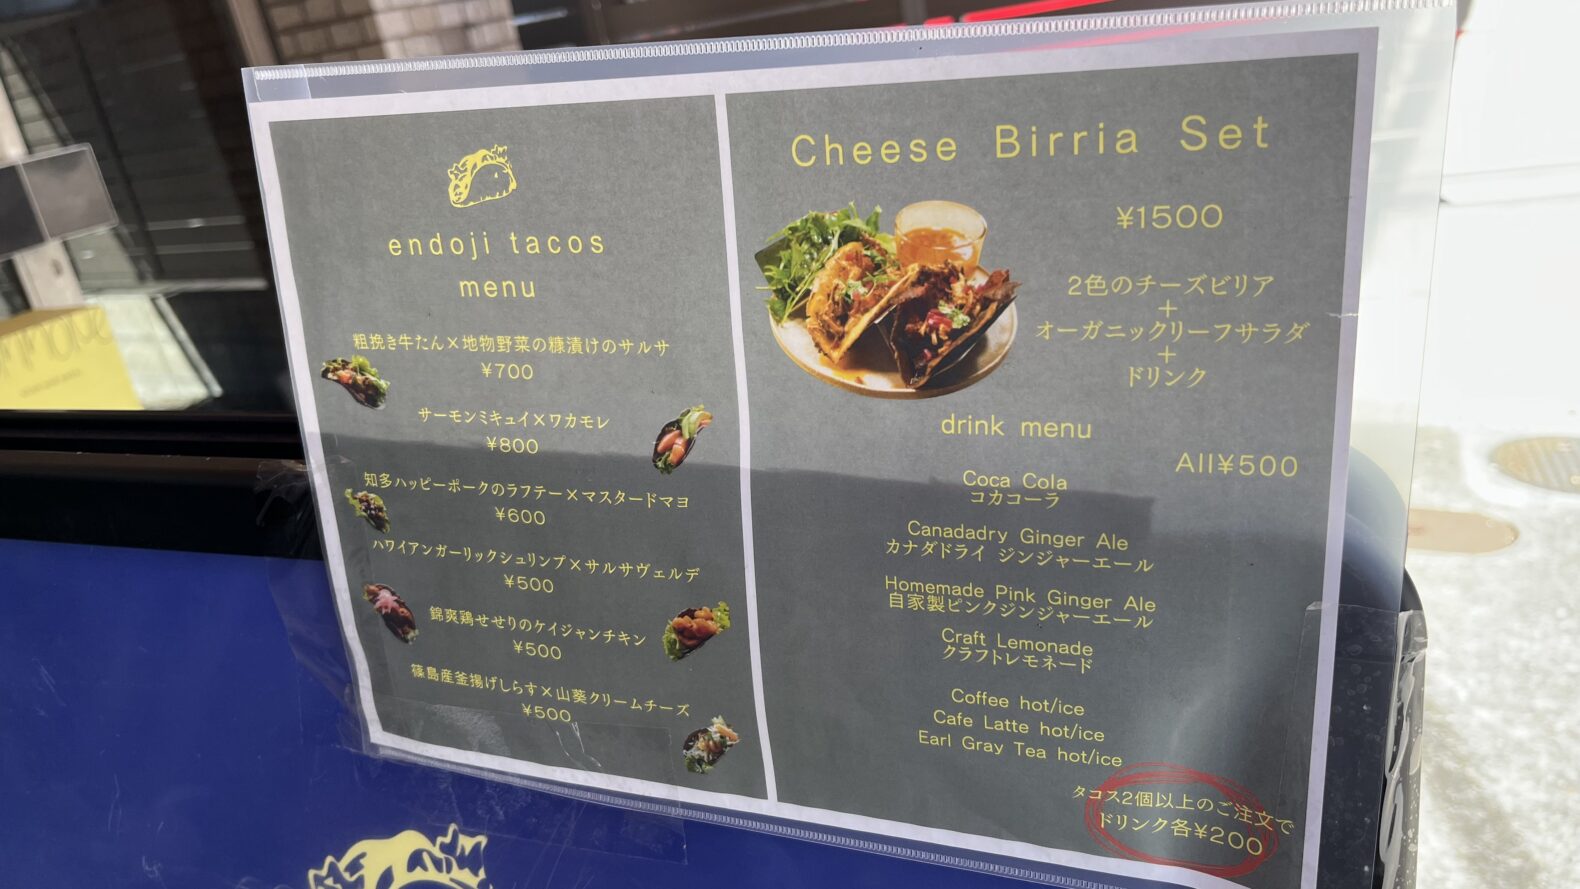 endoji tacos
menu
粗挽き牛たん×地物野菜の糠漬けのサルサ
¥700
サーモンミキュイ×ワカモレ
¥800
知多ハッピーポークのラフテー×マスタードマヨ
¥600
ハワイアンガーリックシュリンプ×サルサヴェルデ
¥500
錦爽鶏せせりのケイジャンチキン
¥500
篠島産釜揚げしらす×山葵クリームチーズ
¥500
Cheese Birria Set
¥1500
2色のチーズビリア
+
オーガニックリーフサラダ
+
ドリンク
drink menu
All¥500
Coca Cola
コカコーラ
Canadadry Ginger Ale
カナダドライ ジンジャーエール
Homemade Pink Ginger Ale
自家製ピンクジンジャーエール
Craft Lemonade
クラフトレモネード
Coffee hot/ice
Cafe Latte hot/ice
Earl Gray Tea hot/ice
タコス2個以上のご注文で
ドリンク各¥200